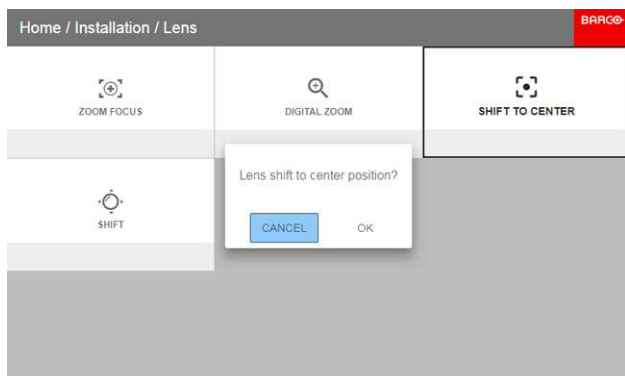 Home / Installation / Lens
BARCO
ZOOM FOCUS
DIGITAL ZOOM
SHIFT TO CENTER
Lens shift to center position?
CANCEL
OK
SHIFT